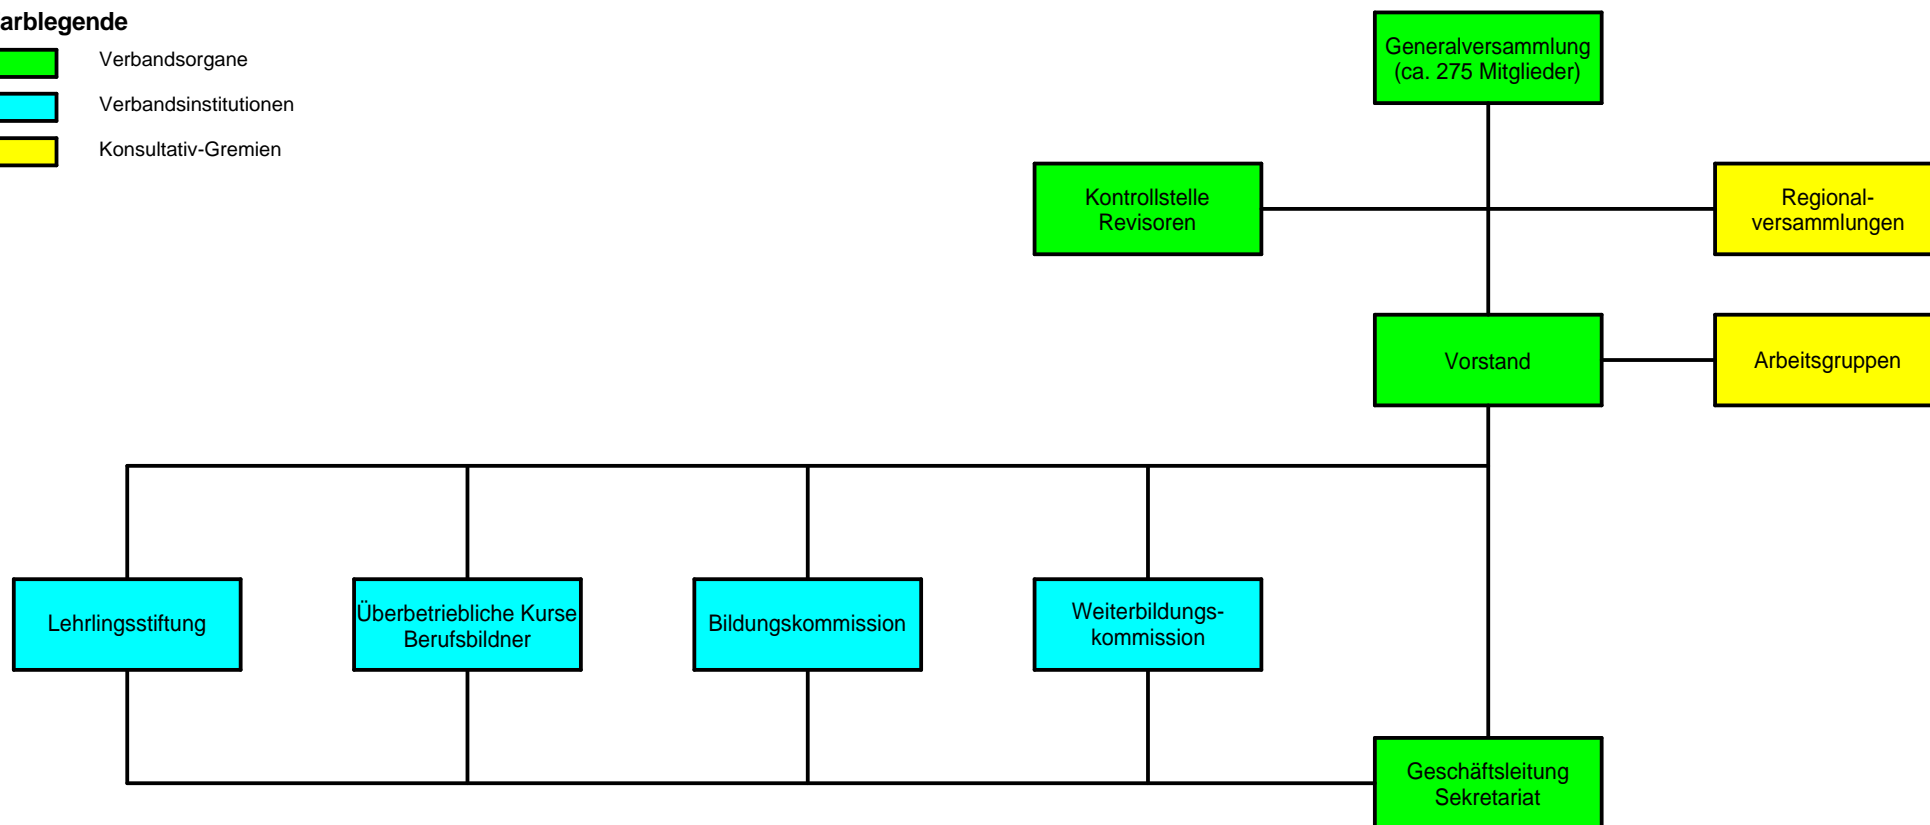 arblegende
Verbandsorgane
Verbandsinstitutionen
Konsultativ-Gremien
Generalversammlung
(ca. 275 Mitglieder)
Kontrollstelle
Revisoren
Regional-
versammlungen
Vorstand
Arbeitsgruppen
Lehrlingsstiftung
Überbetriebliche Kurse
Berufsbildner
Bildungskommission
Weiterbildungs-
kommission
Geschäftsleitung
Sekretariat